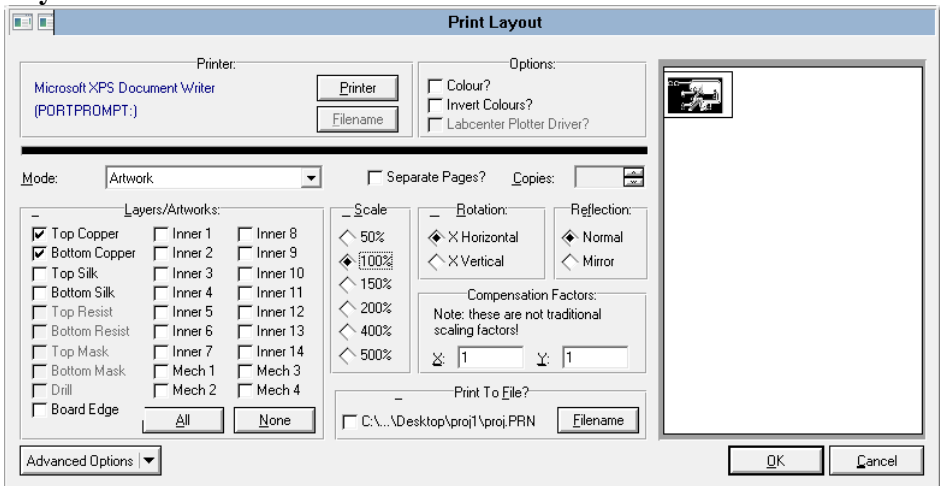 Print Layout
Printer:
Microsoft XPS Document Writer
(PORTPROMPT:)
Printer
Filename
Options:
Colour?
Invert Colours?
Labcenter Plotter Driver?
Mode:
Artwork
Separate Pages?
Copies:
Layers/Artworks:
Top Copper
Inner 1
Inner 8
Bottom Copper
Inner 2
Inner 9
Top Silk
Inner 3
Inner 10
Bottom Silk
Inner 4
Inner 11
Top Resist
Inner 5
Inner 12
Bottom Resist
Inner 6
Inner 13
Top Mask
Inner 7
Inner 14
Bottom Mask
Mech 1
Mech 3
Drill
Mech 2
Mech 4
Board Edge
All
None
Scale
50%
100%
150%
200%
400%
500%
Rotation:
X Horizontal
X Vertical
Reflection:
Normal
Mirror
Compensation Factors:
Note: these are not traditional
scaling factors!
X: 1
Y: 1
Print To File?
C:\...\Desktop\proj1\proj.PRN
Filename
Advanced Options
OK
Cancel